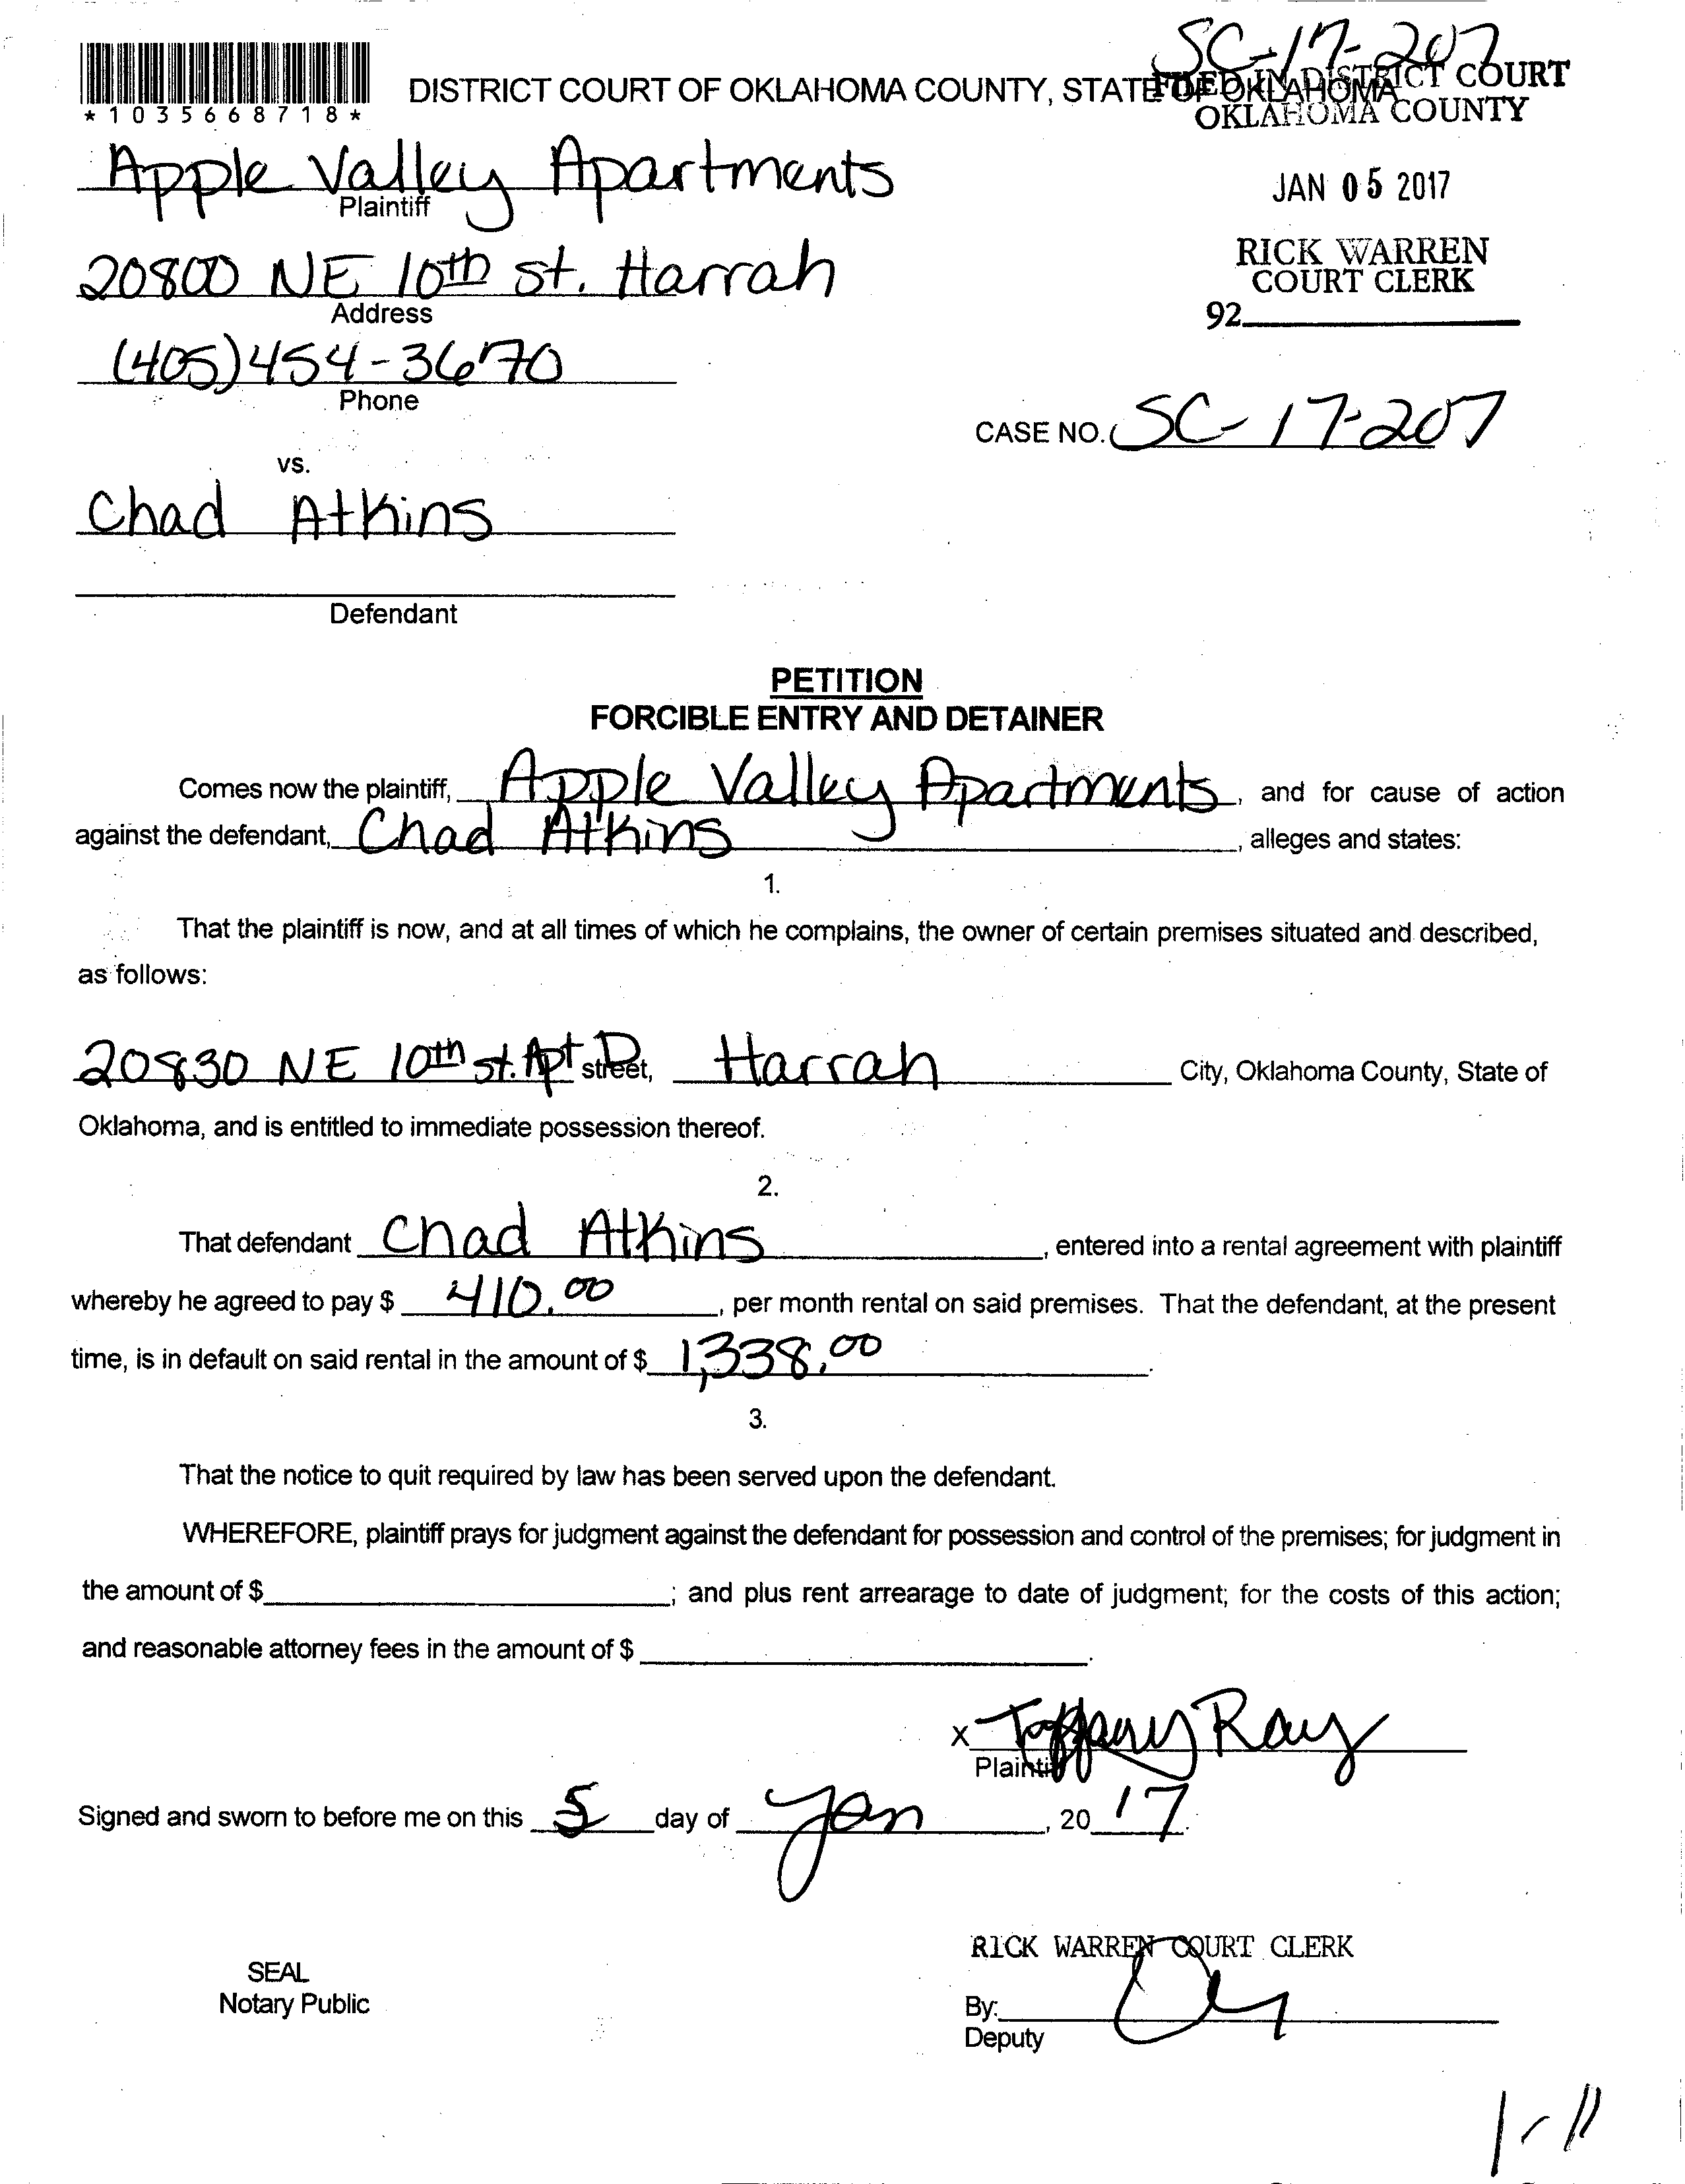 SC-17-207
DISTRICT COURT OF OKLAHOMA COUNTY, STATE OF OKLAHOMA
FILED IN DISTRICT COURT
OKLAHOMA COUNTY
*1035668718*
Apple Valley Apartments
Plaintiff
JAN 05 2017
20800 NE 10th st. Harrah
Address
RICK WARREN
COURT CLERK
92
(405)454-3670
Phone
CASE NO. SC-17-207
vs.
Chad Atkins
Defendant
PETITION
FORCIBLE ENTRY AND DETAINER
Comes now the plaintiff, Apple Valley Apartments, and for cause of action
against the defendant, Chad Atkins, alleges and states:
1.
That the plaintiff is now, and at all times of which he complains, the owner of certain premises situated and described,
as follows:
20830 NE 10th st. Apt D street, Harrah City, Oklahoma County, State of
Oklahoma, and is entitled to immediate possession thereof.
2.
That defendant Chad Atkins, entered into a rental agreement with plaintiff
whereby he agreed to pay $ 410.00, per month rental on said premises. That the defendant, at the present
time, is in default on said rental in the amount of $ 1,338.00.
3.
That the notice to quit required by law has been served upon the defendant.
WHEREFORE, plaintiff prays for judgment against the defendant for possession and control of the premises; for judgment in
the amount of $ ; and plus rent arrearage to date of judgment; for the costs of this action;
and reasonable attorney fees in the amount of $ .
x Tiffany Ray
Plaintiff
Signed and sworn to before me on this 5 day of Jan, 2017.
RICK WARREN COURT CLERK
SEAL
Notary Public
By:
Deputy
1-11